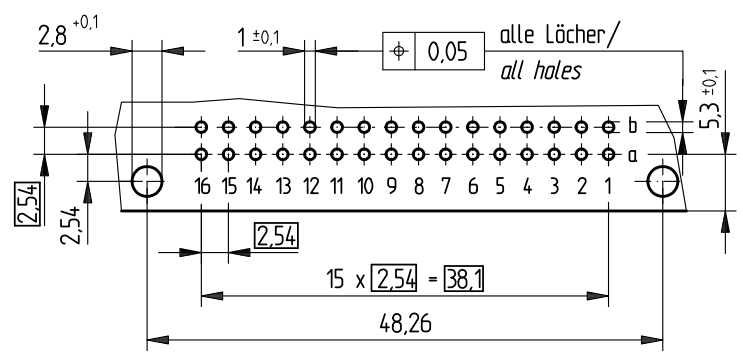 2,8 +0,1
1 ±0,1
⌖ 0,05
alle Löcher/
all holes
5,3 ±0,1
b
a
16 15 14 13 12 11 10 9 8 7 6 5 4 3 2 1
2,54
2,54
2,54
15 x 2,54 = 38,1
48,26